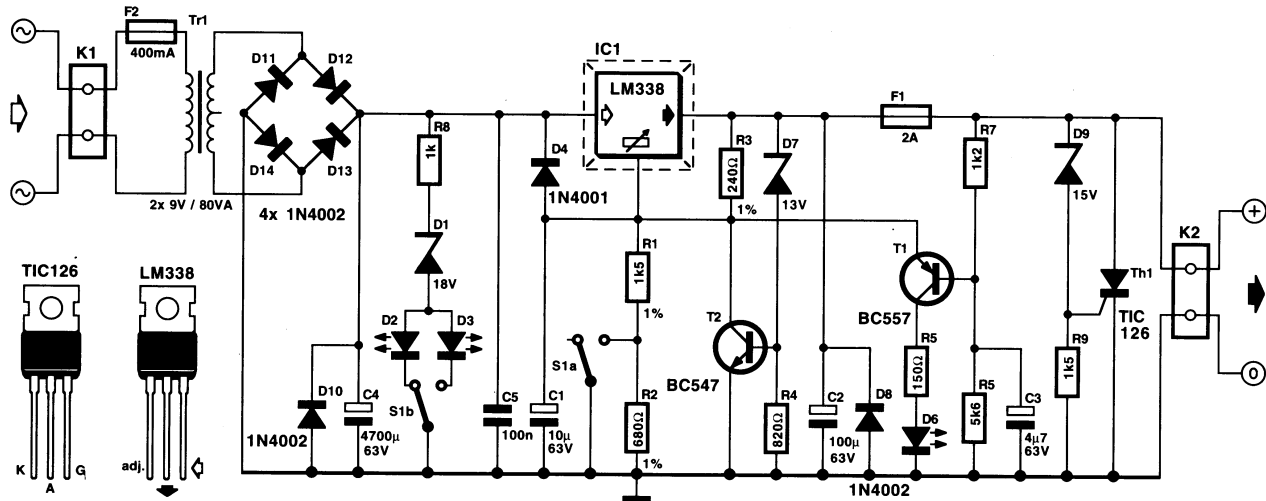 F2
Tr1
K1
400mA
D11
D12
D14
D13
2x 9V / 80VA
4x 1N4002
IC1
LM338
R8
1k
D4
1N4001
R3
240Ω
1%
D7
13V
F1
2A
R7
1k2
D9
15V
D1
18V
R1
1k5
1%
T1
BC557
K2
+
TIC126
LM338
Th1
TIC
126
D2
D3
S1a
S1b
T2
BC547
R5
150Ω
R9
1k5
0
D10
1N4002
C4
4700µ
63V
C5
100n
C1
10µ
63V
R2
680Ω
1%
R4
820Ω
C2
100µ
63V
D8
1N4002
D6
R5
5k6
C3
4µ7
63V
K
A
G
adj.